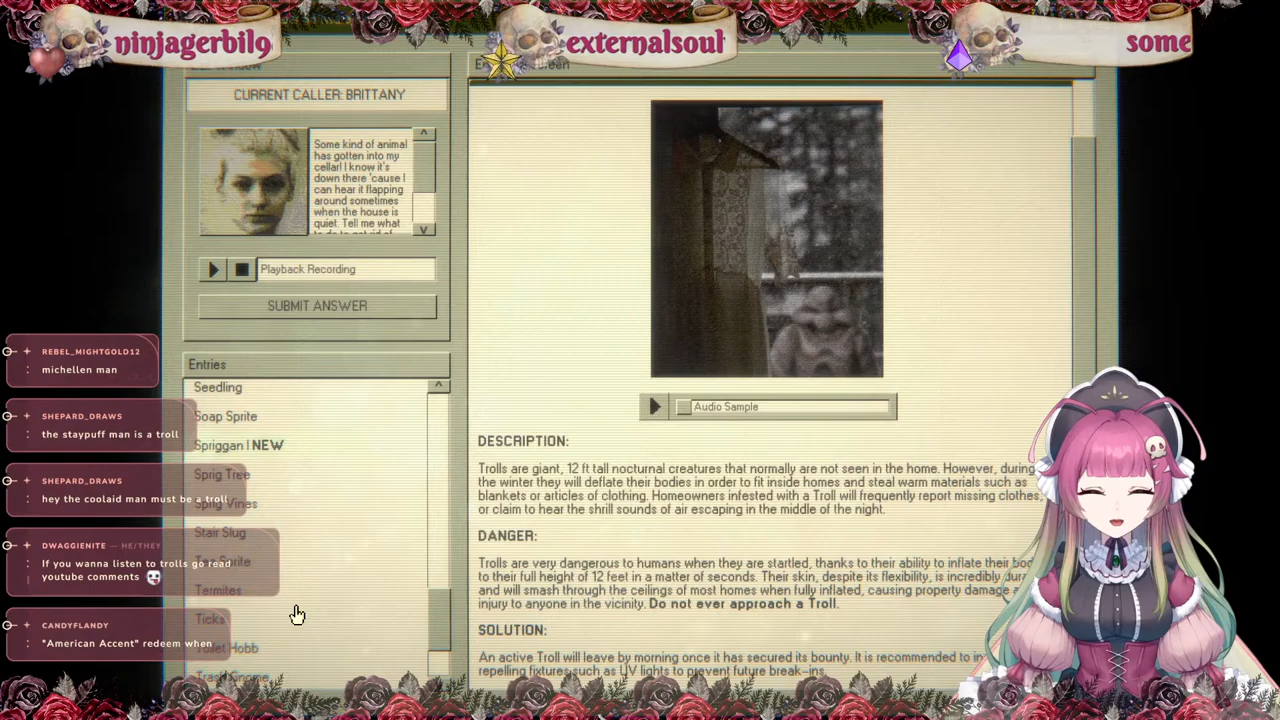 ninjagerbil9
externalsoul
some
CURRENT CALLER: BRITTANY
Some kind of animal
has gotten into my
cellar! I know it's
down there 'cause I
can hear it flapping
around sometimes
when the house is
quiet. Tell me what
to do to get rid of
Playback Recording
SUBMIT ANSWER
Entries
Seedling
Soap Sprite
Spriggan | NEW
Sprig Tree
Sprig Vines
Stair Slug
Sprite
Termites
Ticks
Toilet Hobb
Trash Gnome
Audio Sample
DESCRIPTION:
Trolls are giant, 12 ft tall nocturnal creatures that normally are not seen in the home. However, during
the winter they will deflate their bodies in order to fit inside homes and steal warm materials such as
blankets or articles of clothing. Homeowners infested with a Troll will frequently report missing clothes,
or claim to hear the shrill sounds of air escaping in the middle of the night.
DANGER:
Trolls are very dangerous to humans when they are startled, thanks to their ability to inflate their
to their full height of 12 feet in a matter of seconds. Their skin, despite its flexibility, is incredibly
and will smash through the ceilings of most homes when fully inflated, causing property damage
injury to anyone in the vicinity. Do not ever approach a Troll.
SOLUTION:
An active Troll will leave by morning once it has secured its bounty. It is recommended to
repelling fixtures such as UV lights to prevent future break-ins.
REBEL_MIGHTGOLD12
michellen man
SHEPARD_DRAWS
the staypuff man is a troll
SHEPARD_DRAWS
hey the coolaid man must be a troll
DWAGGIENITE — HE/THEY
If you wanna listen to trolls go read
youtube comments
CANDYFLANDY
"American Accent" redeem when